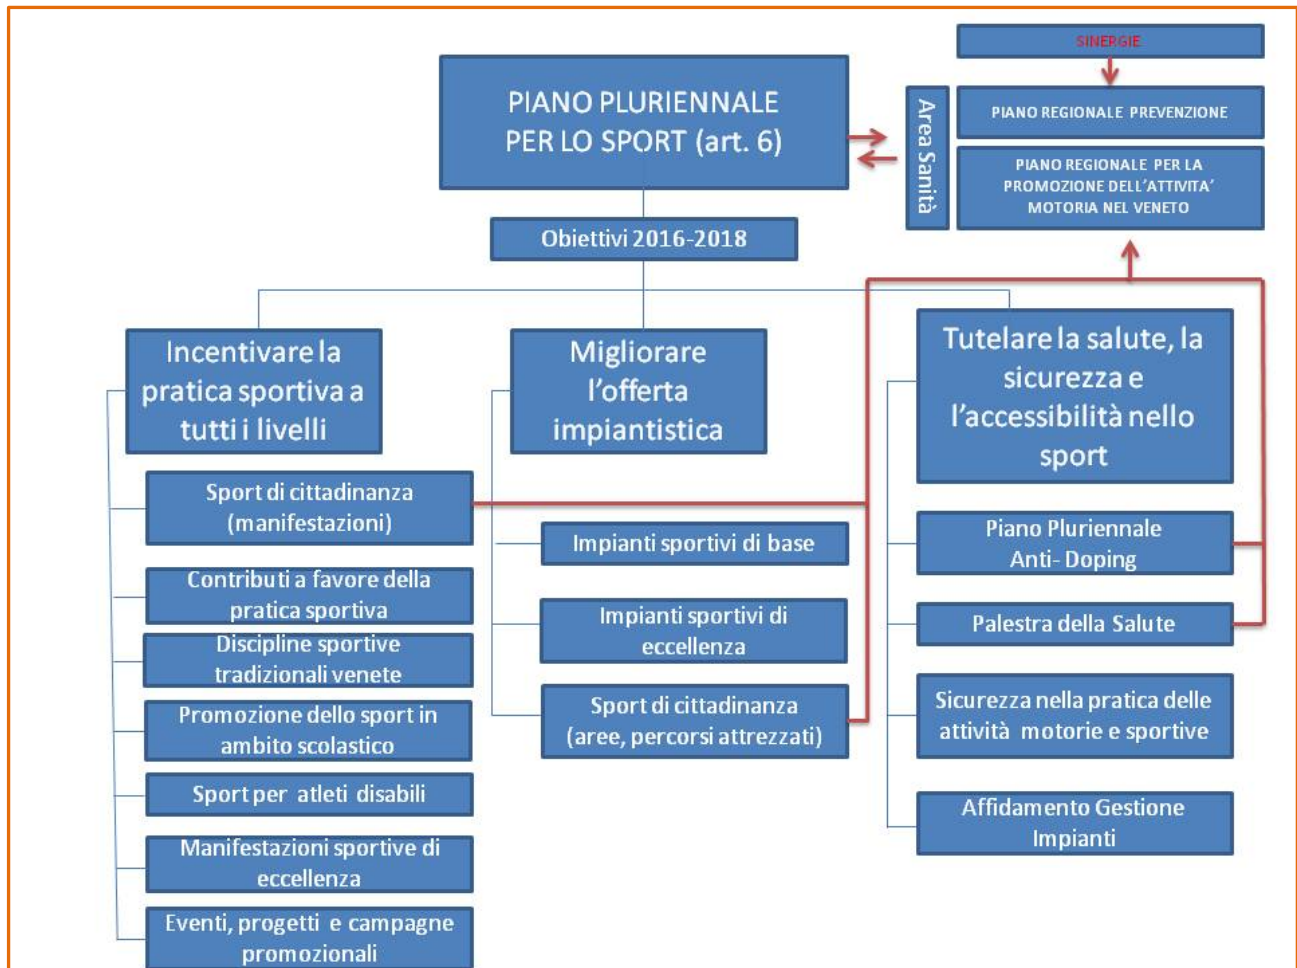 SINERGIE
PIANO PLURIENNALE
PER LO SPORT (art. 6)
Area Sanità
PIANO REGIONALE PREVENZIONE
PIANO REGIONALE PER LA
PROMOZIONE DELL'ATTIVITA'
MOTORIA NEL VENETO
Obiettivi 2016-2018
Incentivare la
pratica sportiva a
tutti i livelli
Sport di cittadinanza
(manifestazioni)
Contributi a favore della
pratica sportiva
Discipline sportive
tradizionali venete
Promozione dello sport in
ambito scolastico
Sport per atleti disabili
Manifestazioni sportive di
eccellenza
Eventi, progetti e campagne
promozionali
Migliorare
l'offerta
impiantistica
Impianti sportivi di base
Impianti sportivi di
eccellenza
Sport di cittadinanza
(aree, percorsi attrezzati)
Tutelare la salute, la
sicurezza e
l'accessibilità nello
sport
Piano Pluriennale
Anti- Doping
Palestra della Salute
Sicurezza nella pratica delle
attività motorie e sportive
Affidamento Gestione
Impianti